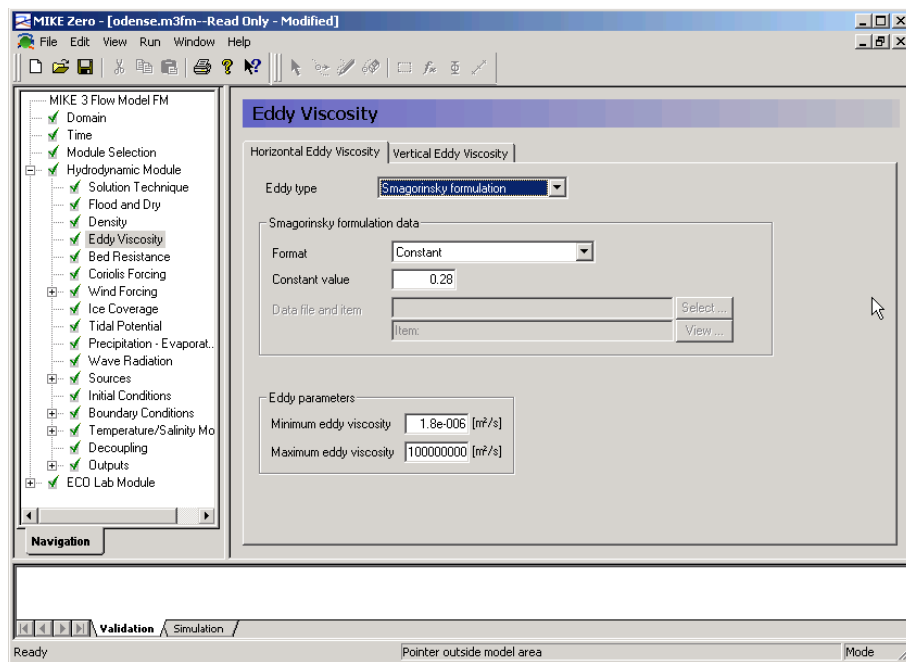 MIKE Zero - [odense.m3fm--Read Only - Modified]
File Edit View Run Window Help
MIKE 3 Flow Model FM
Domain
Time
Module Selection
Hydrodynamic Module
Solution Technique
Flood and Dry
Density
Eddy Viscosity
Bed Resistance
Coriolis Forcing
Wind Forcing
Ice Coverage
Tidal Potential
Precipitation - Evaporat..
Wave Radiation
Sources
Initial Conditions
Boundary Conditions
Temperature/Salinity Mo
Decoupling
Outputs
ECO Lab Module
Navigation
Eddy Viscosity
Horizontal Eddy Viscosity Vertical Eddy Viscosity
Eddy type Smagorinsky formulation
Smagorinsky formulation data
Format Constant
Constant value 0.28
Data file and item Select ...
Item: View ...
Eddy parameters
Minimum eddy viscosity 1.8e-006 [m²/s]
Maximum eddy viscosity 100000000 [m²/s]
Validation Simulation
Ready Pointer outside model area Mode